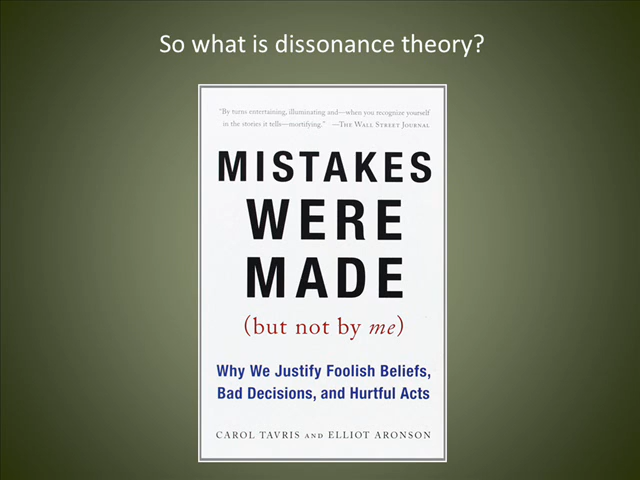 So what is dissonance theory?
"By turns entertaining, illuminating and—when you recognize yourself
in the stories it tells—mortifying." —The Wall Street Journal
MISTAKES
WERE
MADE
(but not by me)
Why We Justify Foolish Beliefs,
Bad Decisions, and Hurtful Acts
CAROL TAVRIS AND ELLIOT ARONSON